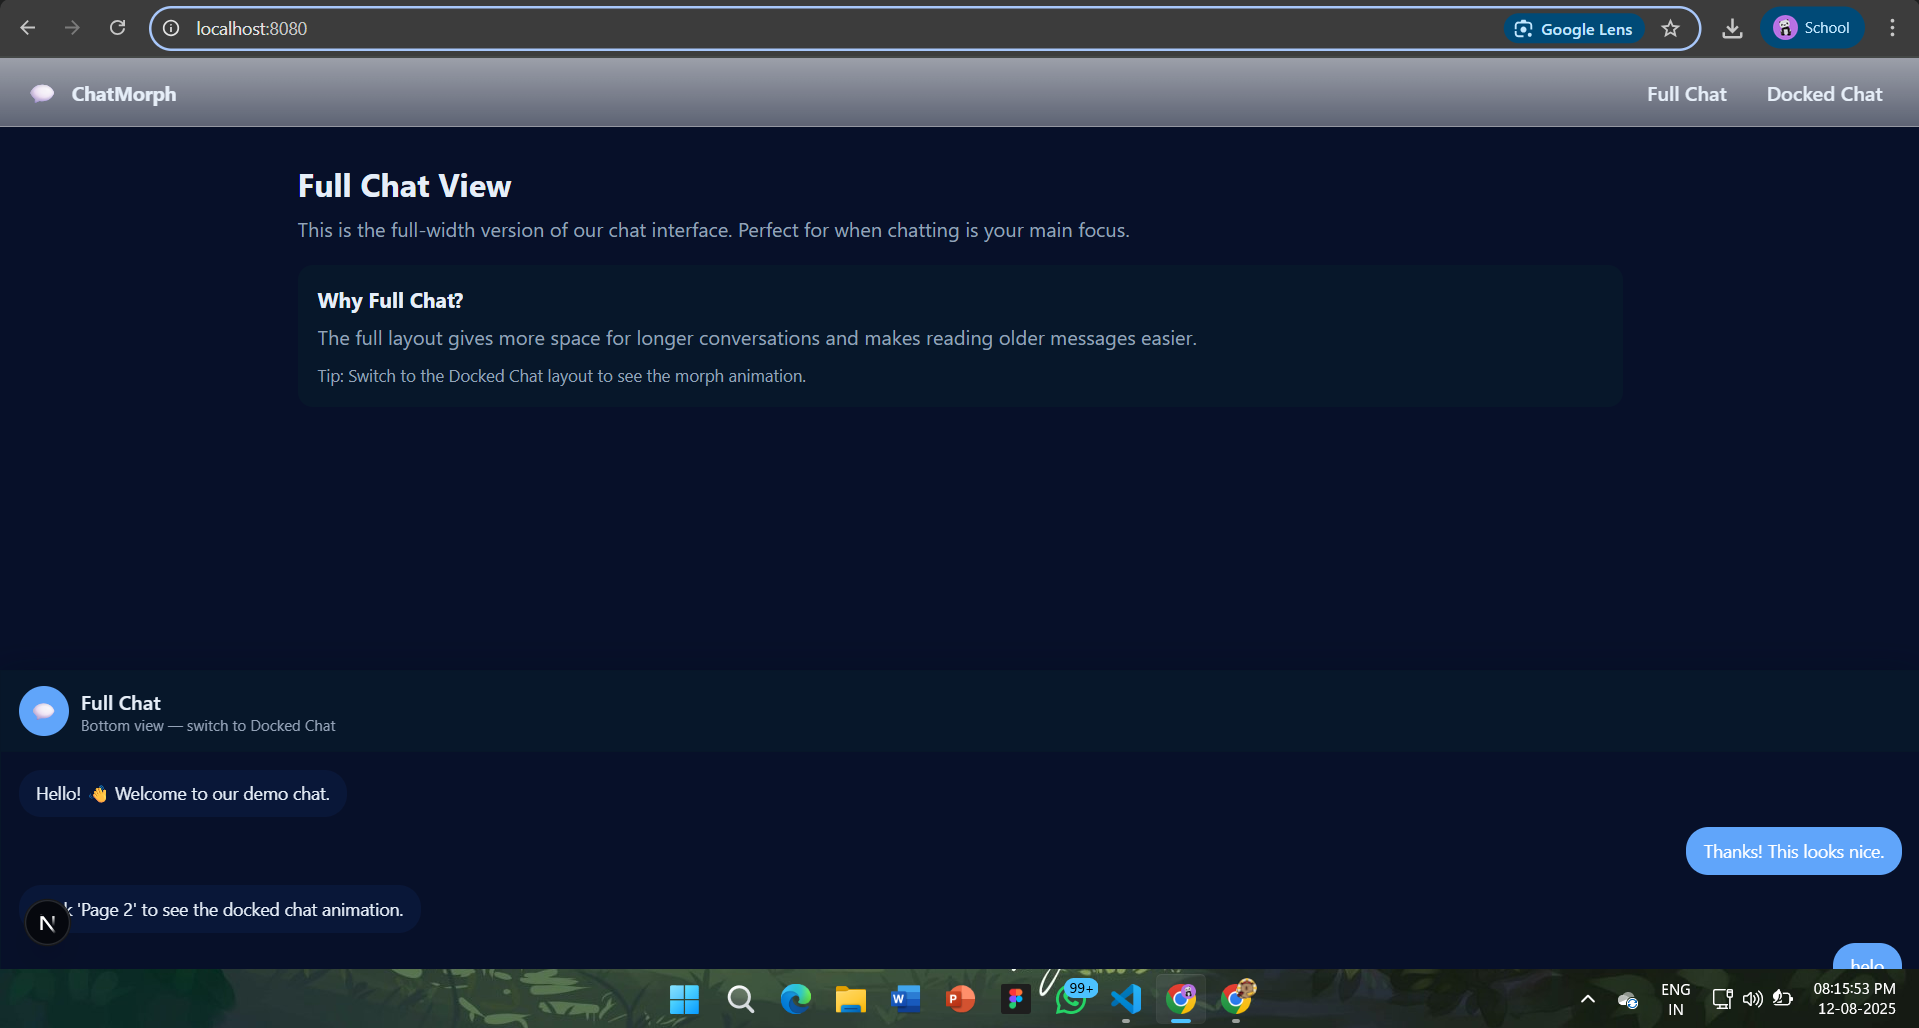 localhost:8080
Google Lens
School
ChatMorph
Full Chat
Docked Chat
Full Chat View
This is the full-width version of our chat interface. Perfect for when chatting is your main focus.
Why Full Chat?
The full layout gives more space for longer conversations and makes reading older messages easier.
Tip: Switch to the Docked Chat layout to see the morph animation.
Full Chat
Bottom view — switch to Docked Chat
Hello! 👋 Welcome to our demo chat.
Thanks! This looks nice.
'Page 2' to see the docked chat animation.
N
helo
W
P
99+
ENG
IN
08:15:53 PM
12-08-2025